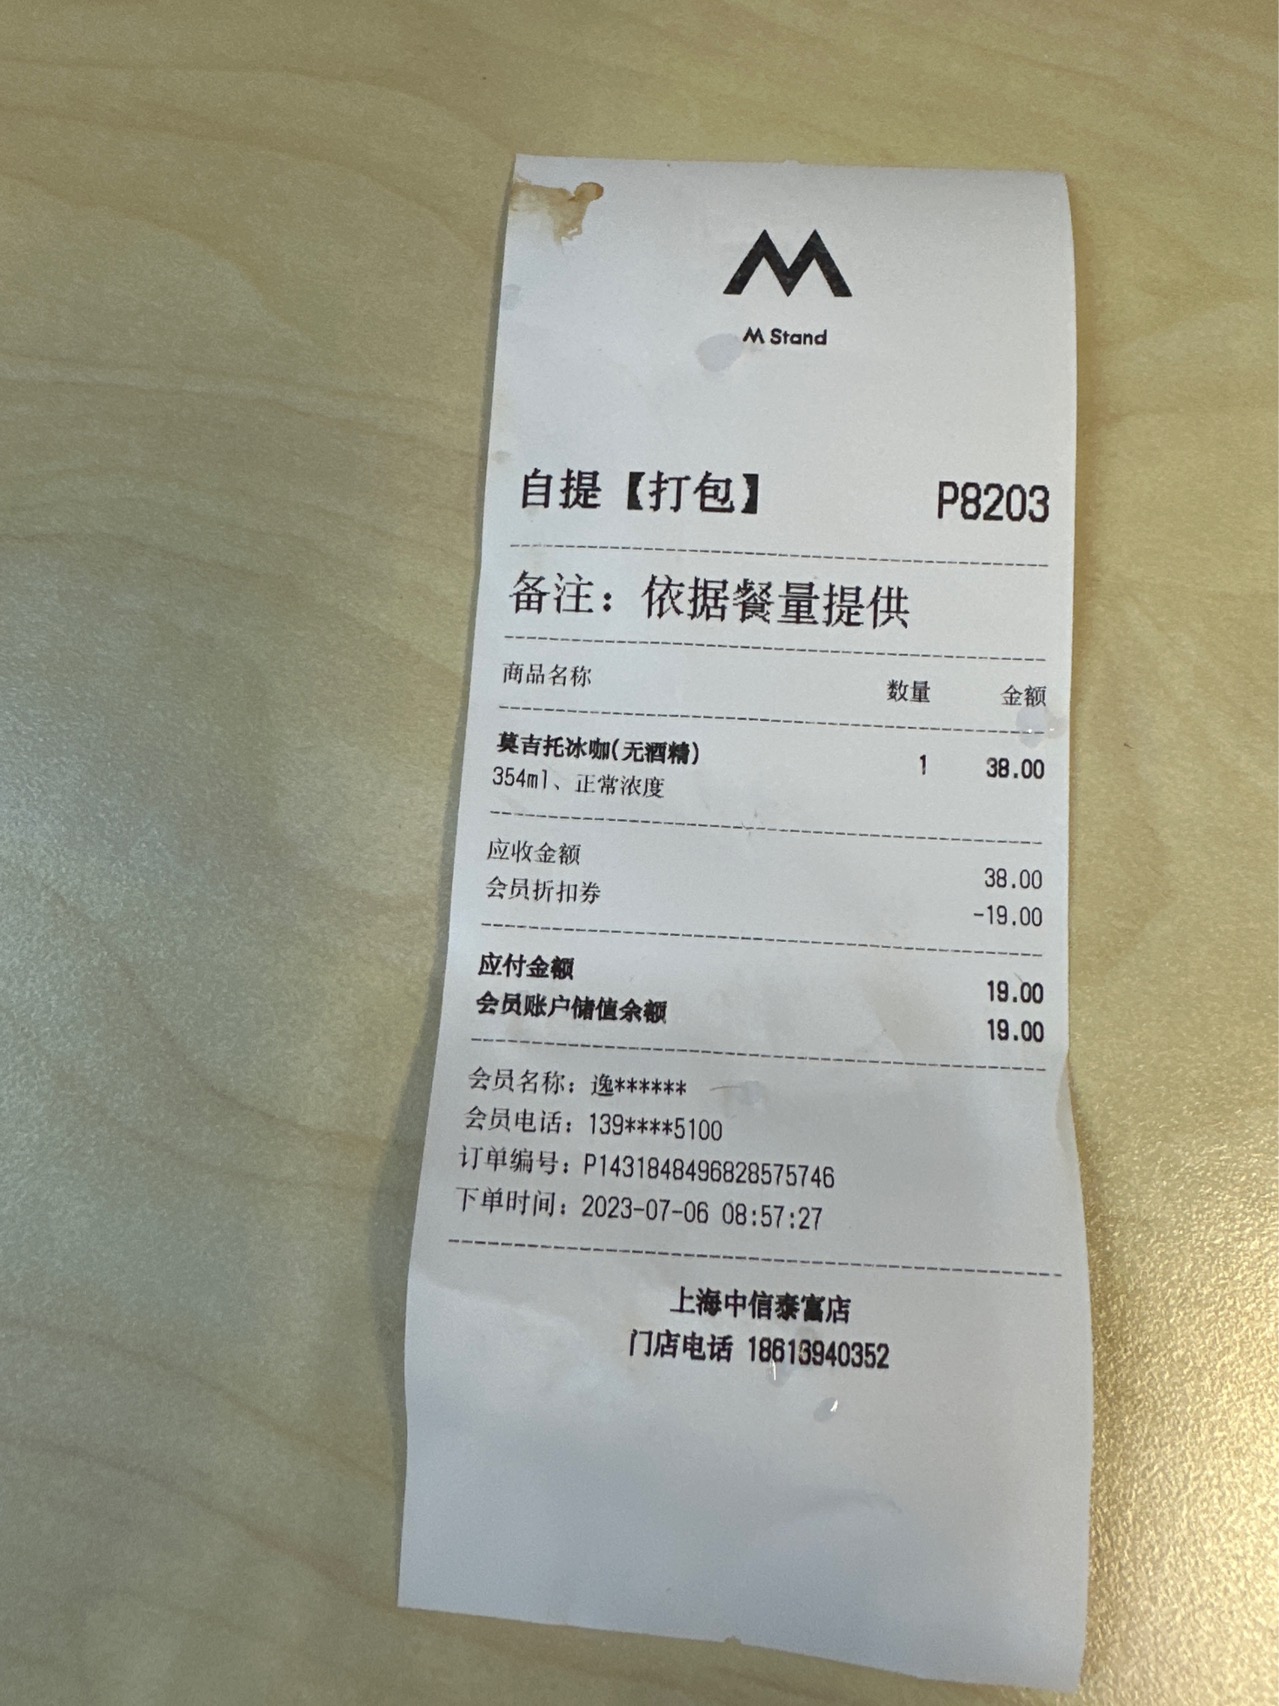 M Stand
自提【打包】 P8203
备注：依据餐量提供
商品名称 数量 金额
莫吉托冰咖(无酒精) 1 38.00
354ml、正常浓度
应收金额 38.00
会员折扣券 -19.00
应付金额 19.00
会员账户储值余额 19.00
会员名称：逸******
会员电话：139****5100
订单编号：P1431848496828575746
下单时间：2023-07-06 08:57:27
上海中信泰富店
门店电话 18613940352